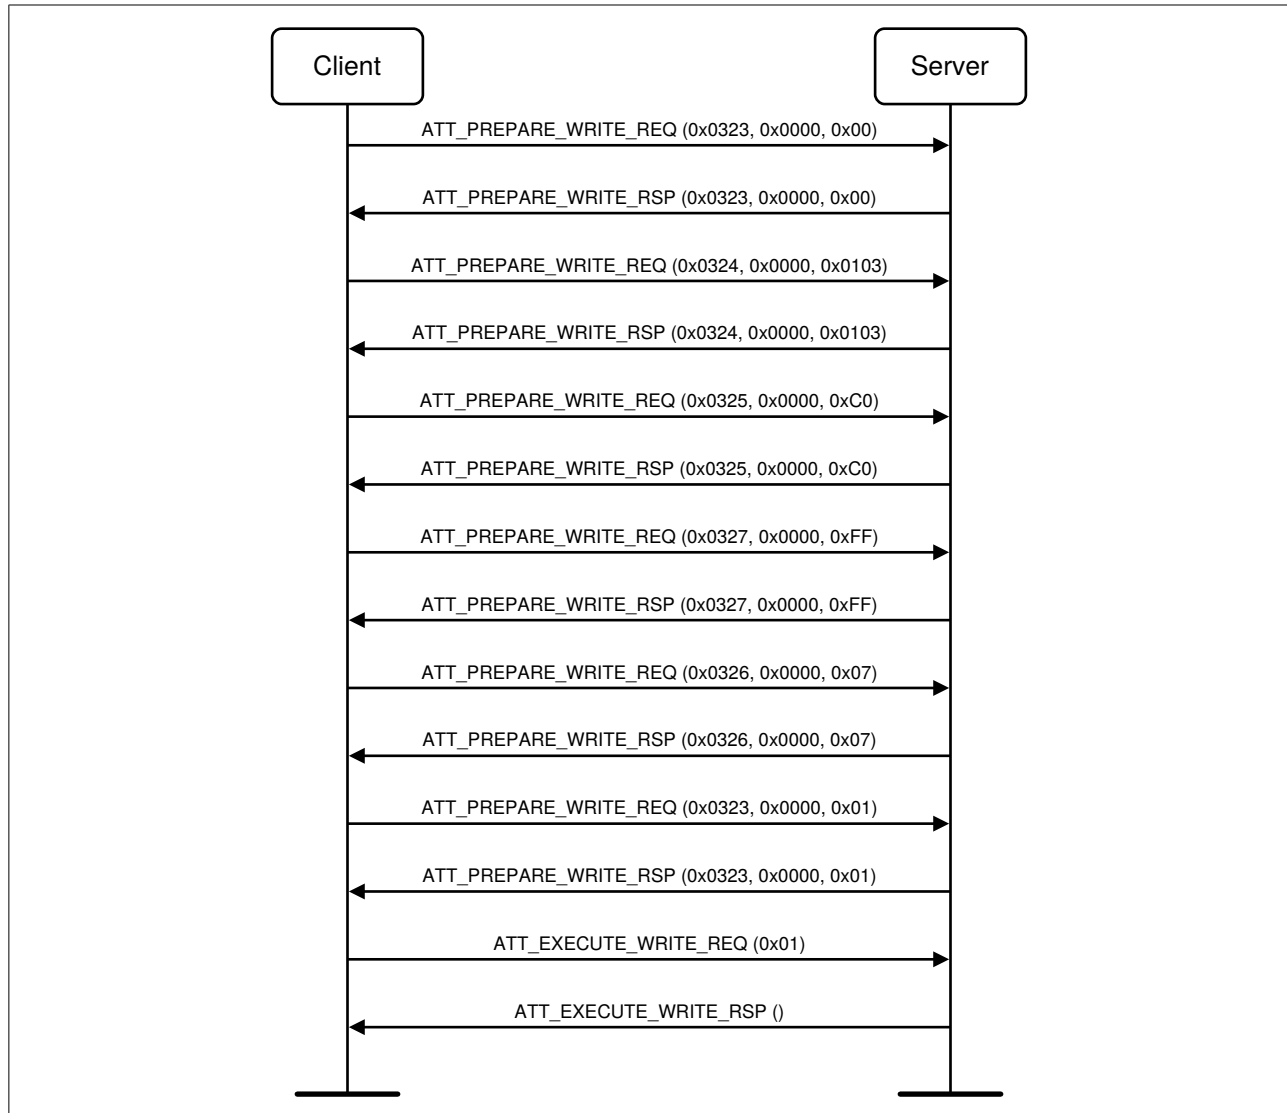 Client
Server
ATT_PREPARE_WRITE_REQ (0x0323, 0x0000, 0x00)
ATT_PREPARE_WRITE_RSP (0x0323, 0x0000, 0x00)
ATT_PREPARE_WRITE_REQ (0x0324, 0x0000, 0x0103)
ATT_PREPARE_WRITE_RSP (0x0324, 0x0000, 0x0103)
ATT_PREPARE_WRITE_REQ (0x0325, 0x0000, 0xC0)
ATT_PREPARE_WRITE_RSP (0x0325, 0x0000, 0xC0)
ATT_PREPARE_WRITE_REQ (0x0327, 0x0000, 0xFF)
ATT_PREPARE_WRITE_RSP (0x0327, 0x0000, 0xFF)
ATT_PREPARE_WRITE_REQ (0x0326, 0x0000, 0x07)
ATT_PREPARE_WRITE_RSP (0x0326, 0x0000, 0x07)
ATT_PREPARE_WRITE_REQ (0x0323, 0x0000, 0x01)
ATT_PREPARE_WRITE_RSP (0x0323, 0x0000, 0x01)
ATT_EXECUTE_WRITE_REQ (0x01)
ATT_EXECUTE_WRITE_RSP ()